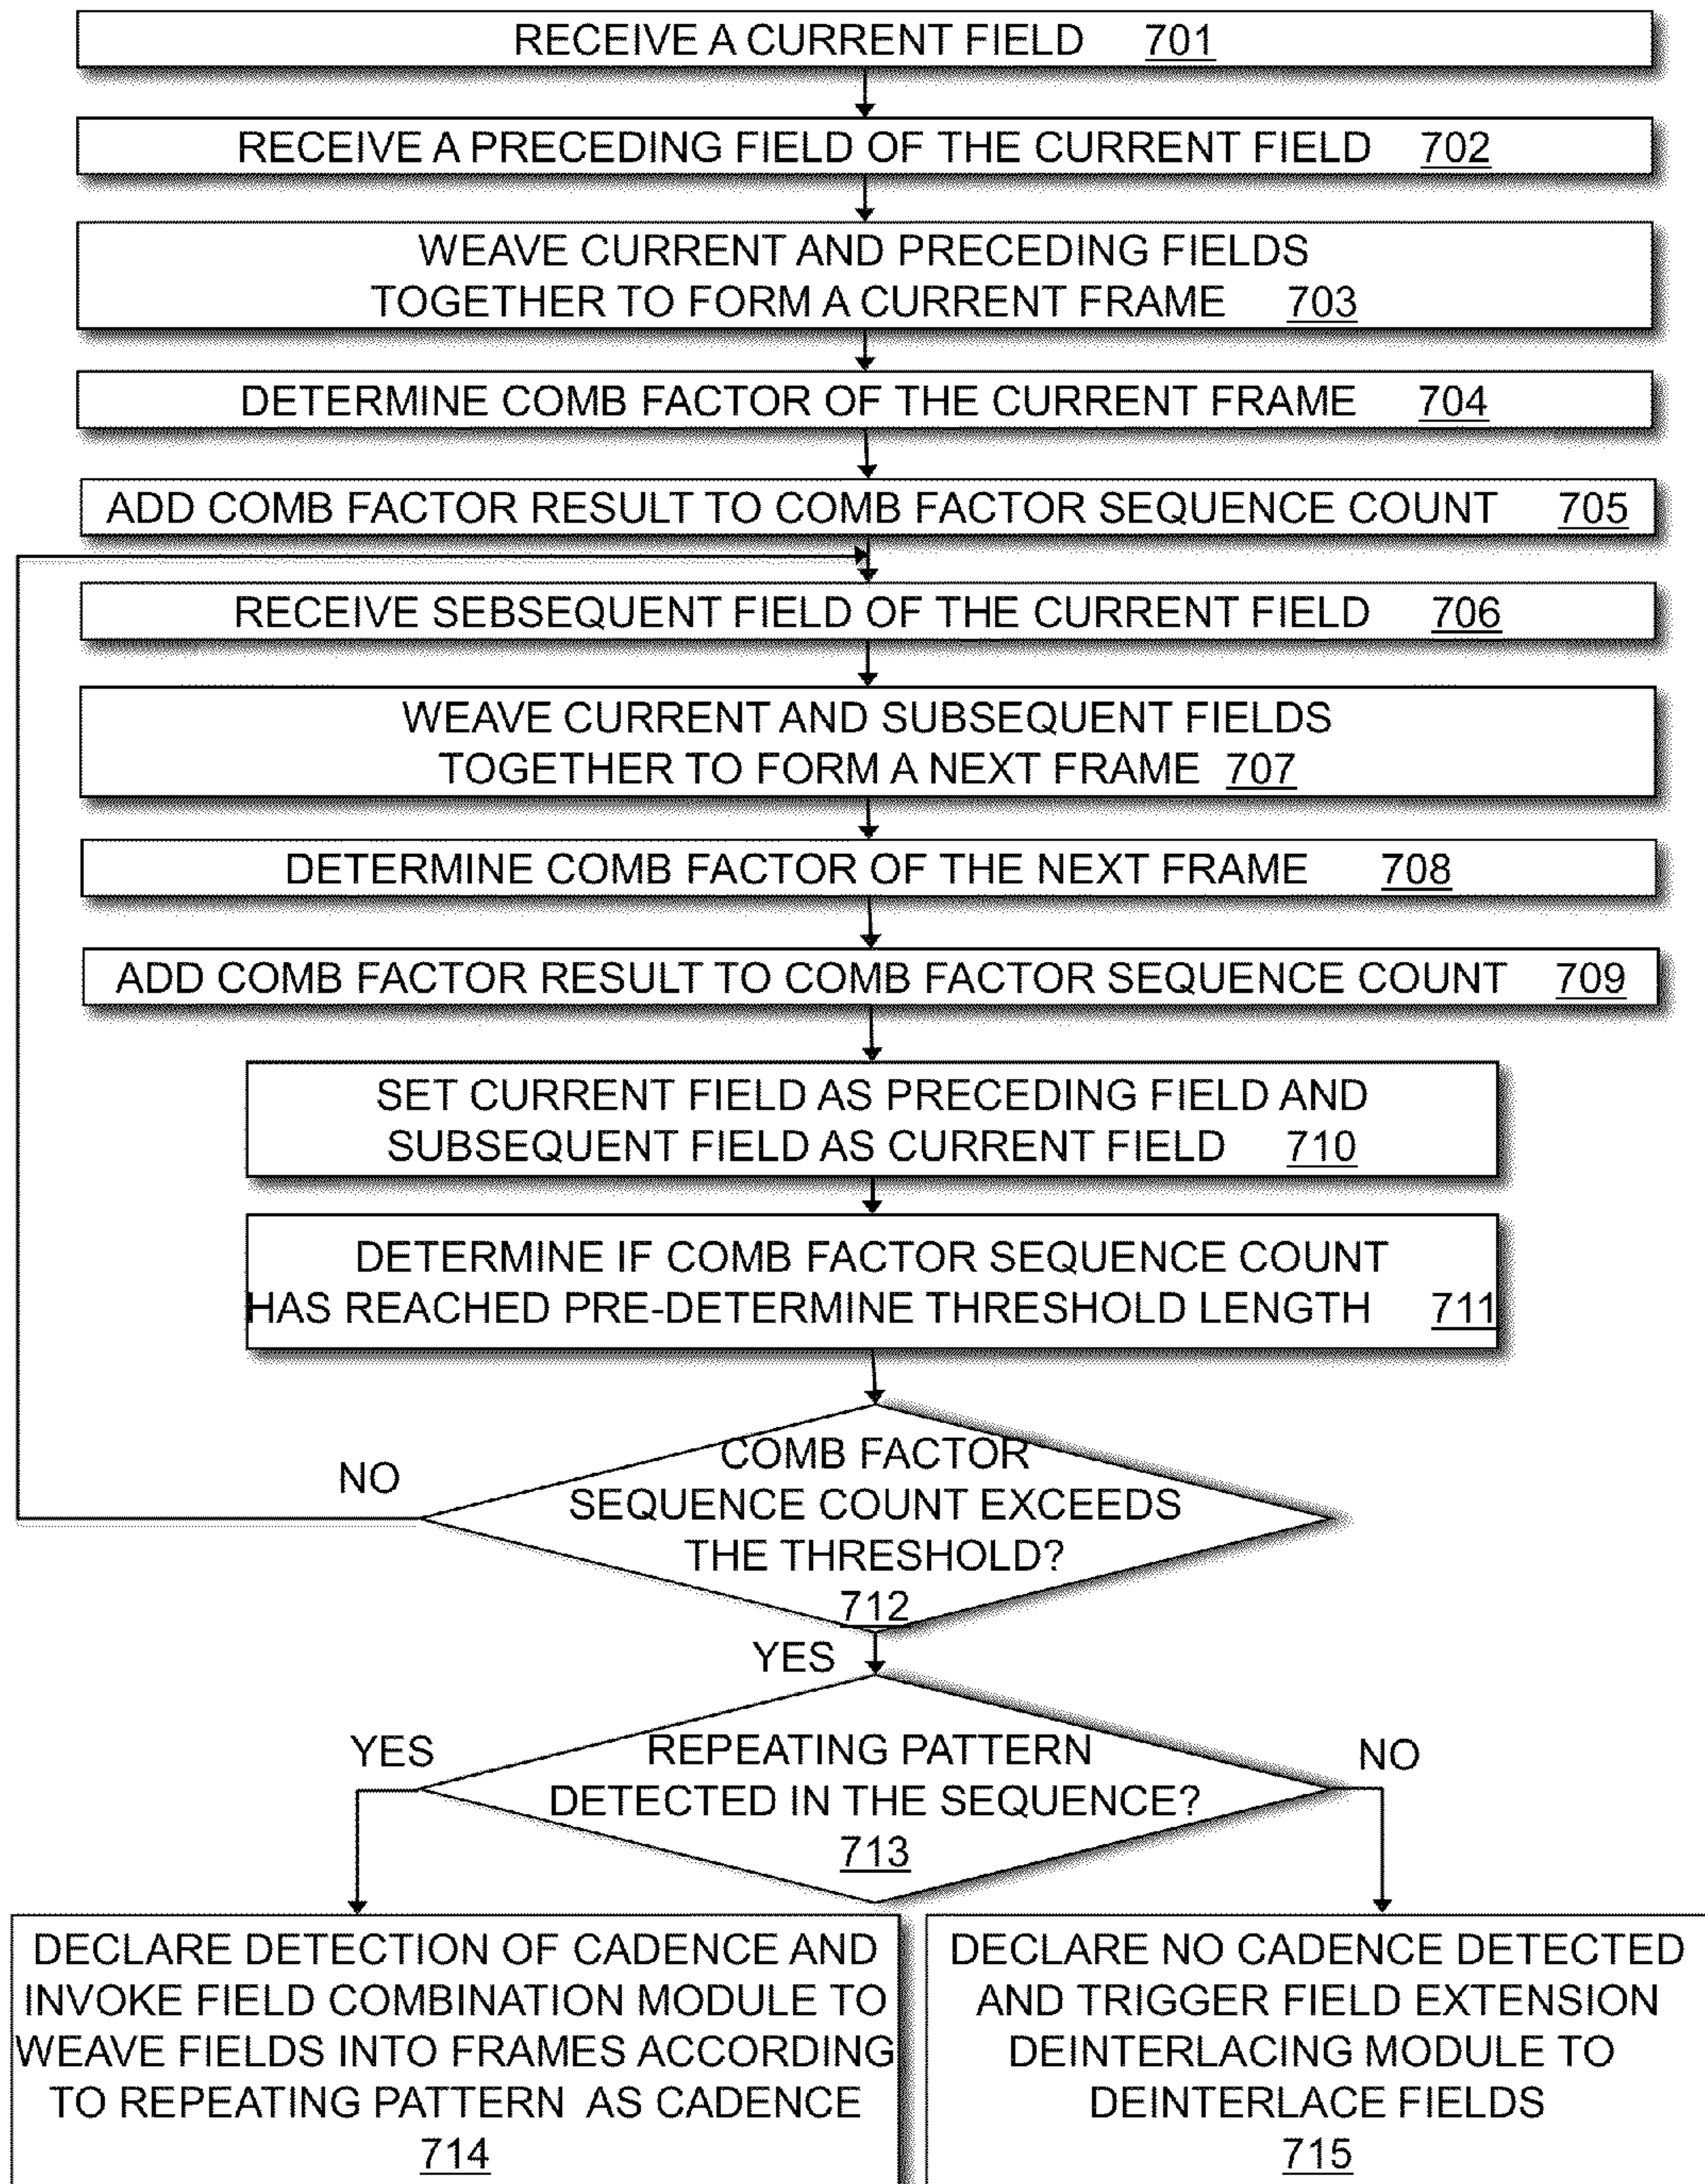 RECEIVE A CURRENT FIELD 701
RECEIVE A PRECEDING FIELD OF THE CURRENT FIELD 702
WEAVE CURRENT AND PRECEDING FIELDS
TOGETHER TO FORM A CURRENT FRAME 703
DETERMINE COMB FACTOR OF THE CURRENT FRAME 704
ADD COMB FACTOR RESULT TO COMB FACTOR SEQUENCE COUNT 705
RECEIVE SEBSEQUENT FIELD OF THE CURRENT FIELD 706
WEAVE CURRENT AND SUBSEQUENT FIELDS
TOGETHER TO FORM A NEXT FRAME 707
DETERMINE COMB FACTOR OF THE NEXT FRAME 708
ADD COMB FACTOR RESULT TO COMB FACTOR SEQUENCE COUNT 709
SET CURRENT FIELD AS PRECEDING FIELD AND
SUBSEQUENT FIELD AS CURRENT FIELD 710
DETERMINE IF COMB FACTOR SEQUENCE COUNT
HAS REACHED PRE-DETERMINE THRESHOLD LENGTH 711
COMB FACTOR
SEQUENCE COUNT EXCEEDS
THE THRESHOLD?
712
NO
YES
REPEATING PATTERN
DETECTED IN THE SEQUENCE?
713
YES
NO
DECLARE DETECTION OF CADENCE AND
INVOKE FIELD COMBINATION MODULE TO
WEAVE FIELDS INTO FRAMES ACCORDING
TO REPEATING PATTERN AS CADENCE
714
DECLARE NO CADENCE DETECTED
AND TRIGGER FIELD EXTENSION
DEINTERLACING MODULE TO
DEINTERLACE FIELDS
715